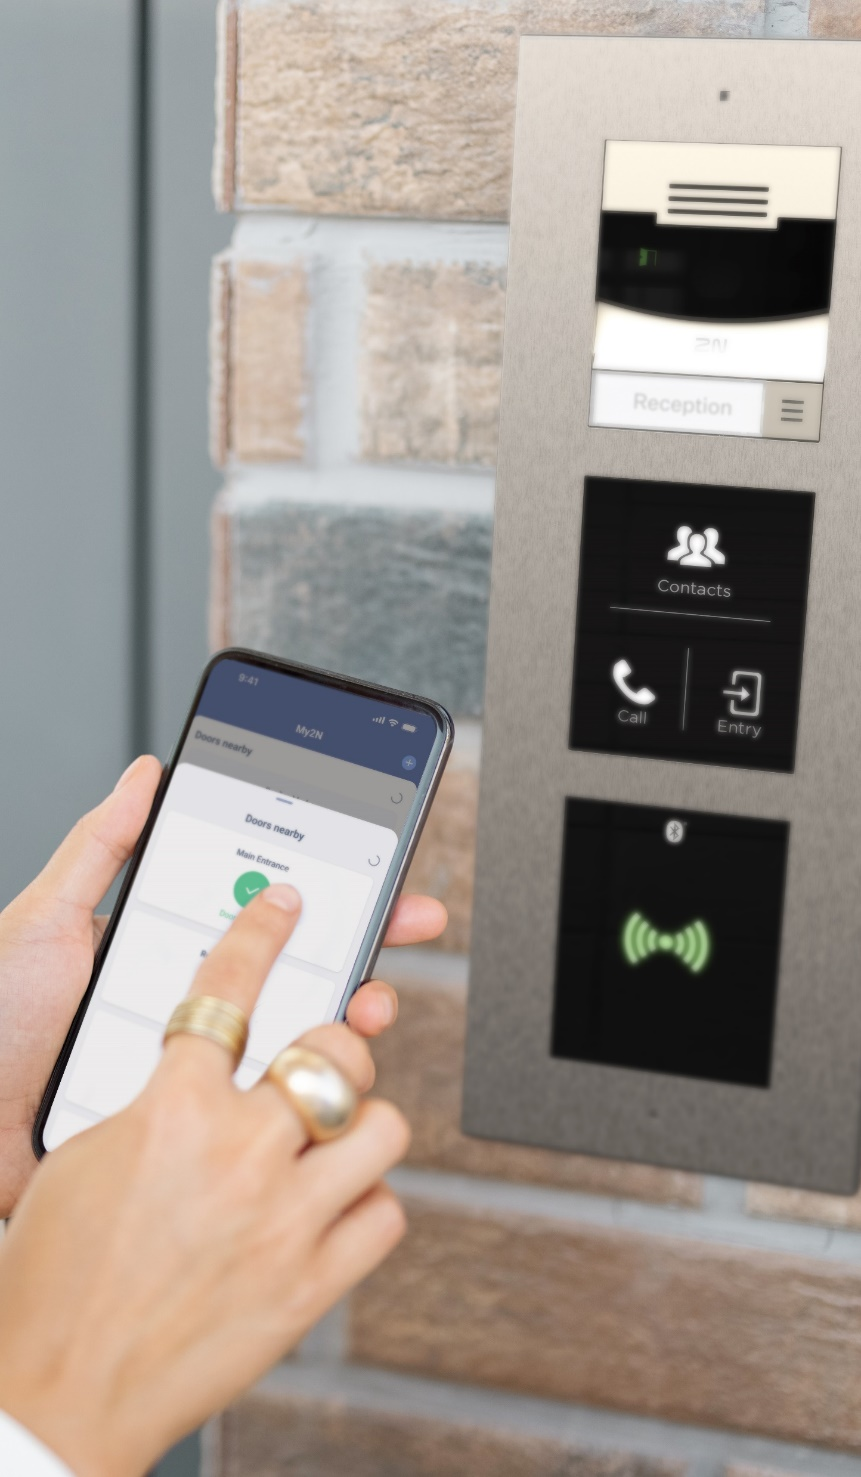 2N
Reception
Contacts
Call
Entry
9:41
My2N
Doors nearby
Doors nearby
Main Entrance